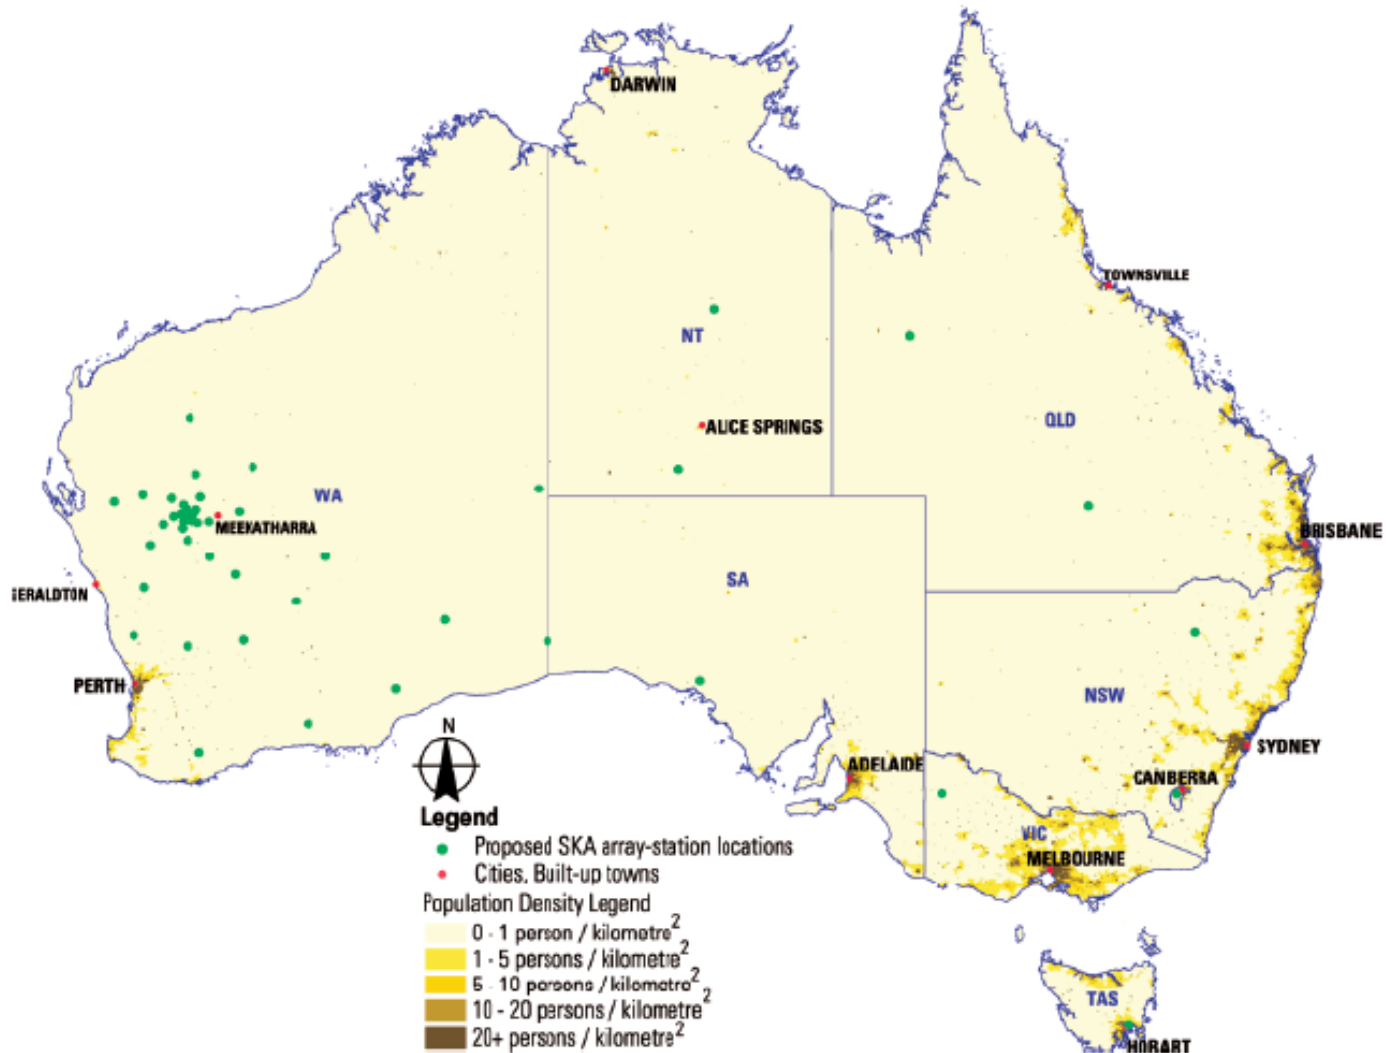 DARWIN
TOWNSVILLE
NT
ALICE SPRINGS
QLD
WA
MEEKATHARRA
BRISBANE
SA
ƎERALDTON
PERTH
NSW
N
SYDNEY
ADELAIDE
CANBERRA
Legend
VIC
Proposed SKA array-station locations
MELBOURNE
Cities, Built-up towns
Population Density Legend
0 - 1 person / kilometre²
1 - 5 persons / kilometre²
5 - 10 persons / kilometre²
10 - 20 persons / kilometre²
20+ persons / kilometre²
TAS
HOBART